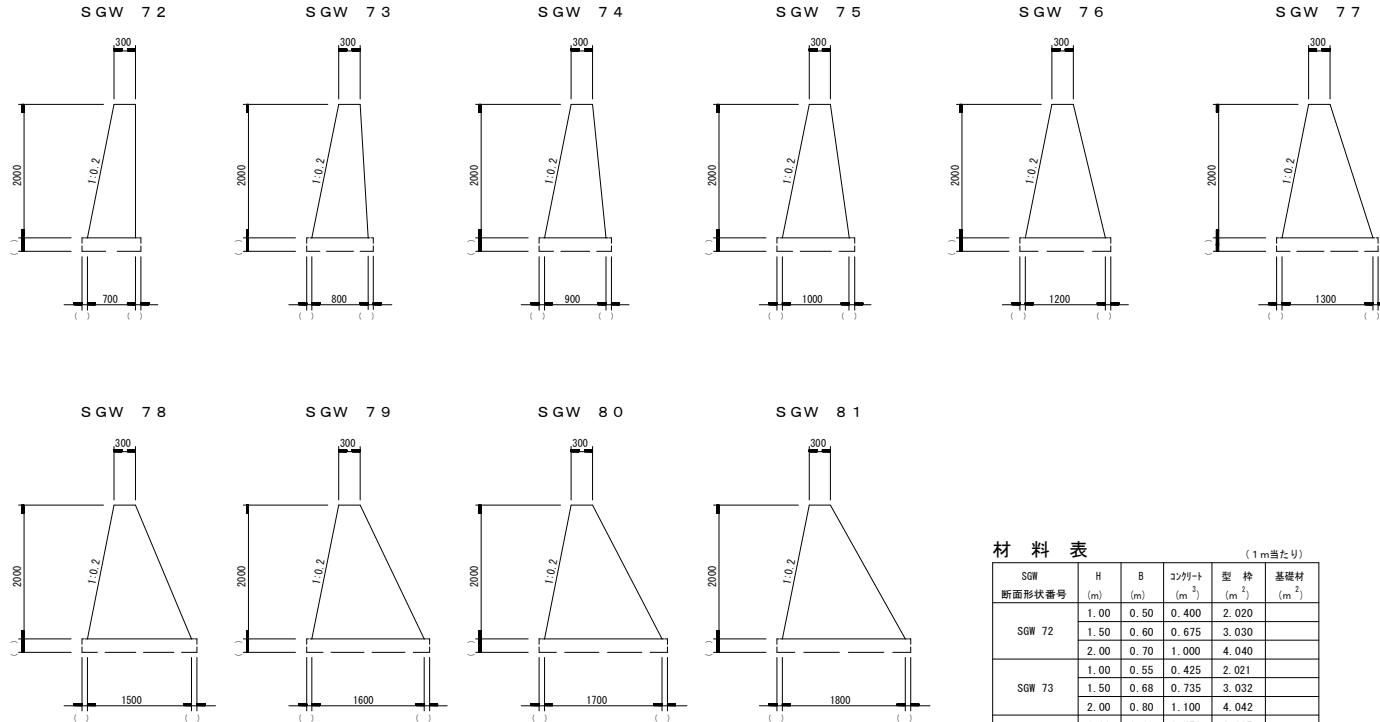 SGW 72 SGW 73 SGW 74 SGW 75 SGW 76 SGW 77
300 300 300 300 300 300
2000 2000 2000 2000 2000 2000
1:0.2 1:0.2 1:0.2 1:0.2 1:0.2 1:0.2
( ) ( ) ( ) ( ) ( ) ( )
700 800 900 1000 1200 1300
( ) ( ) ( ) ( ) ( ) ( ) ( ) ( ) ( ) ( ) ( ) ( )
SGW 78 SGW 79 SGW 80 SGW 81
300 300 300 300
2000 2000 2000 2000
1:0.2 1:0.2 1:0.2 1:0.2
( ) ( ) ( ) ( )
1500 1600 1700 1800
( ) ( ) ( ) ( ) ( ) ( ) ( ) ( )
材 料 表 (1m当たり)
SGW H B コンクリート 型 枠 基礎材
断面形状番号 (m) (m) (m³) (m²) (m²)
1.00 0.50 0.400 2.020
SGW 72 1.50 0.60 0.675 3.030
2.00 0.70 1.000 4.040
1.00 0.55 0.425 2.021
SGW 73 1.50 0.68 0.735 3.032
2.00 0.80 1.100 4.042